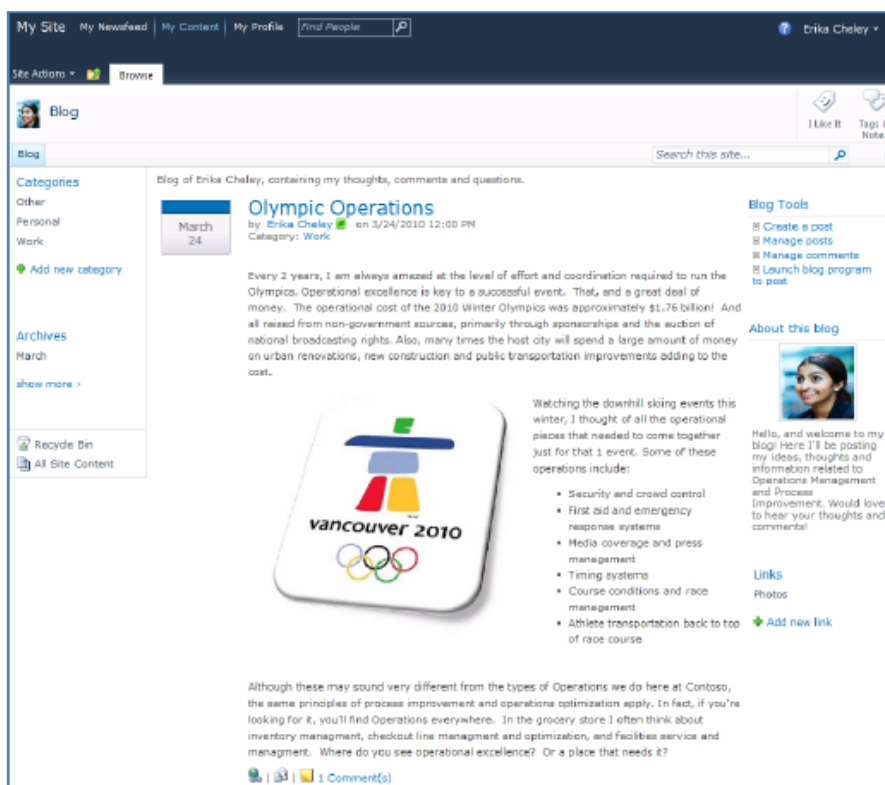 My Site My Newsfeed | My Content | My Profile Find People
Erika Cheley
Site Actions Browse
Blog
I Like It
Tags &
Note
Blog
Search this site...
Categories
Other
Personal
Work
Add new category
Archives
March
show more ›
Recycle Bin
All Site Content
Blog of Erika Cheley, containing my thoughts, comments and questions.
March
24
Olympic Operations
by Erika Cheley on 3/24/2010 12:00 PM
Category: Work
Every 2 years, I am always amazed at the level of effort and coordination required to run the
Olympics. Operational excellence is key to a successful event. That, and a great deal of
money. The operational cost of the 2010 Winter Olympics was approximately $1.76 billion! And
all raised from non-government sources, primarily through sponsorships and the auction of
national broadcasting rights. Also, many times the host city will spend a large amount of money
on urban renovations, new construction and public transportation improvements adding to the
cost.
vancouver 2010
Watching the downhill skiing events this
winter, I thought of all the operational
pieces that needed to come together
just for that 1 event. Some of these
operations include:
• Security and crowd control
• First aid and emergency
response systems
• Media coverage and press
management
• Timing systems
• Course conditions and race
management
• Athlete transportation back to top
of race course
Although these may sound very different from the types of Operations we do here at Contoso,
the same principles of process improvement and operations optimization apply. In fact, if you're
looking for it, you'll find Operations everywhere. In the grocery store I often think about
inventory managment, checkout line managment and optimization, and facilities service and
managment. Where do you see operational excellence? Or a place that needs it?
1 Comment(s)
Blog Tools
Create a post
Manage posts
Manage comments
Launch blog program
to post
About this blog
Hello, and welcome to my
blog! Here I'll be posting
my ideas, thoughts and
information related to
Operations Management
and Process
Improvement. Would love
to hear your thoughts and
comments!
Links
Photos
Add new link